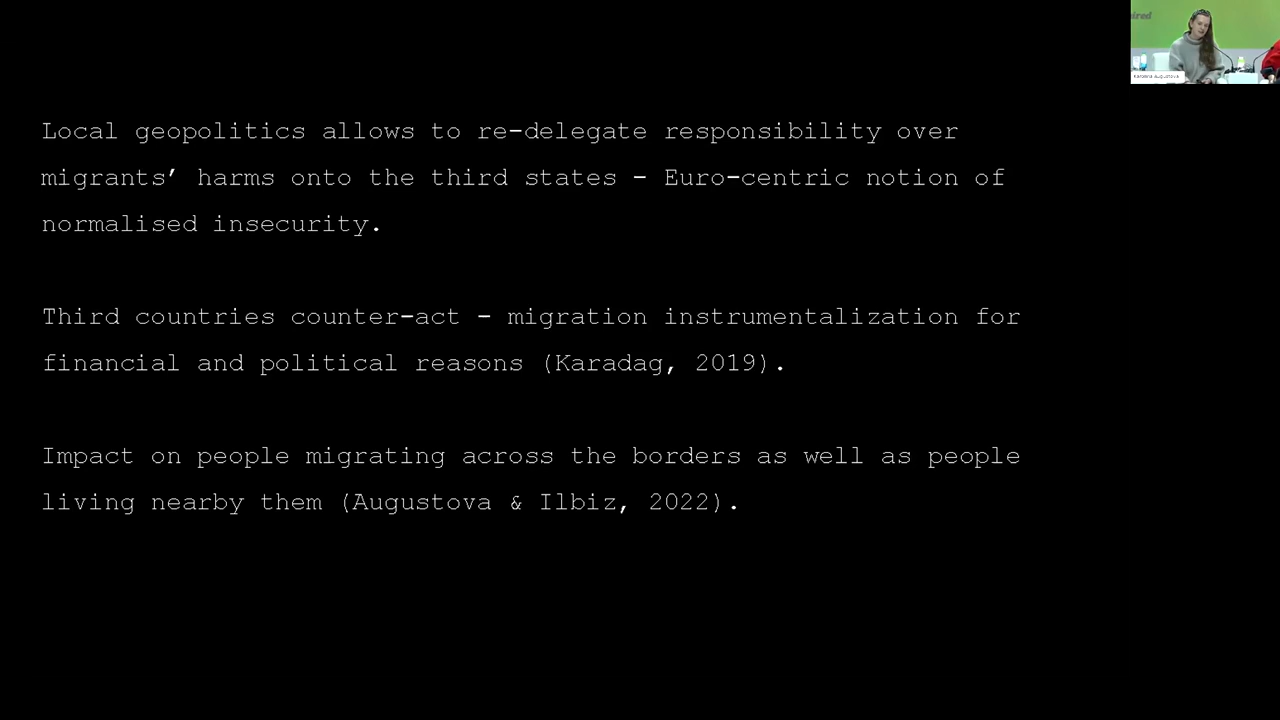 Local geopolitics allows to re-delegate responsibility over
migrants’ harms onto the third states – Euro-centric notion of
normalised insecurity.
Third countries counter-act – migration instrumentalization for
financial and political reasons (Karadag, 2019).
Impact on people migrating across the borders as well as people
living nearby them (Augustova & Ilbiz, 2022).
Karolina Augustova